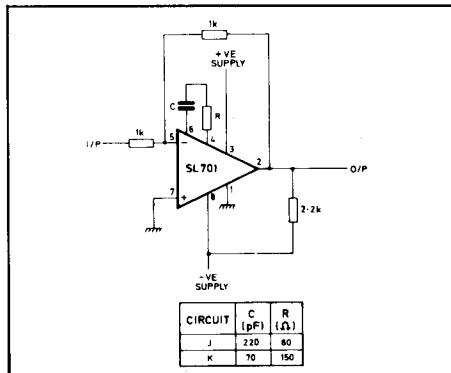 1k
+VE
SUPPLY
C
R
1k
I/P
5
6
4
3
−
SL701
2
O/P
7
+
8
1
2·2k
−VE
SUPPLY
CIRCUIT C (pF) R (Ω)
J 220 60
K 70 150